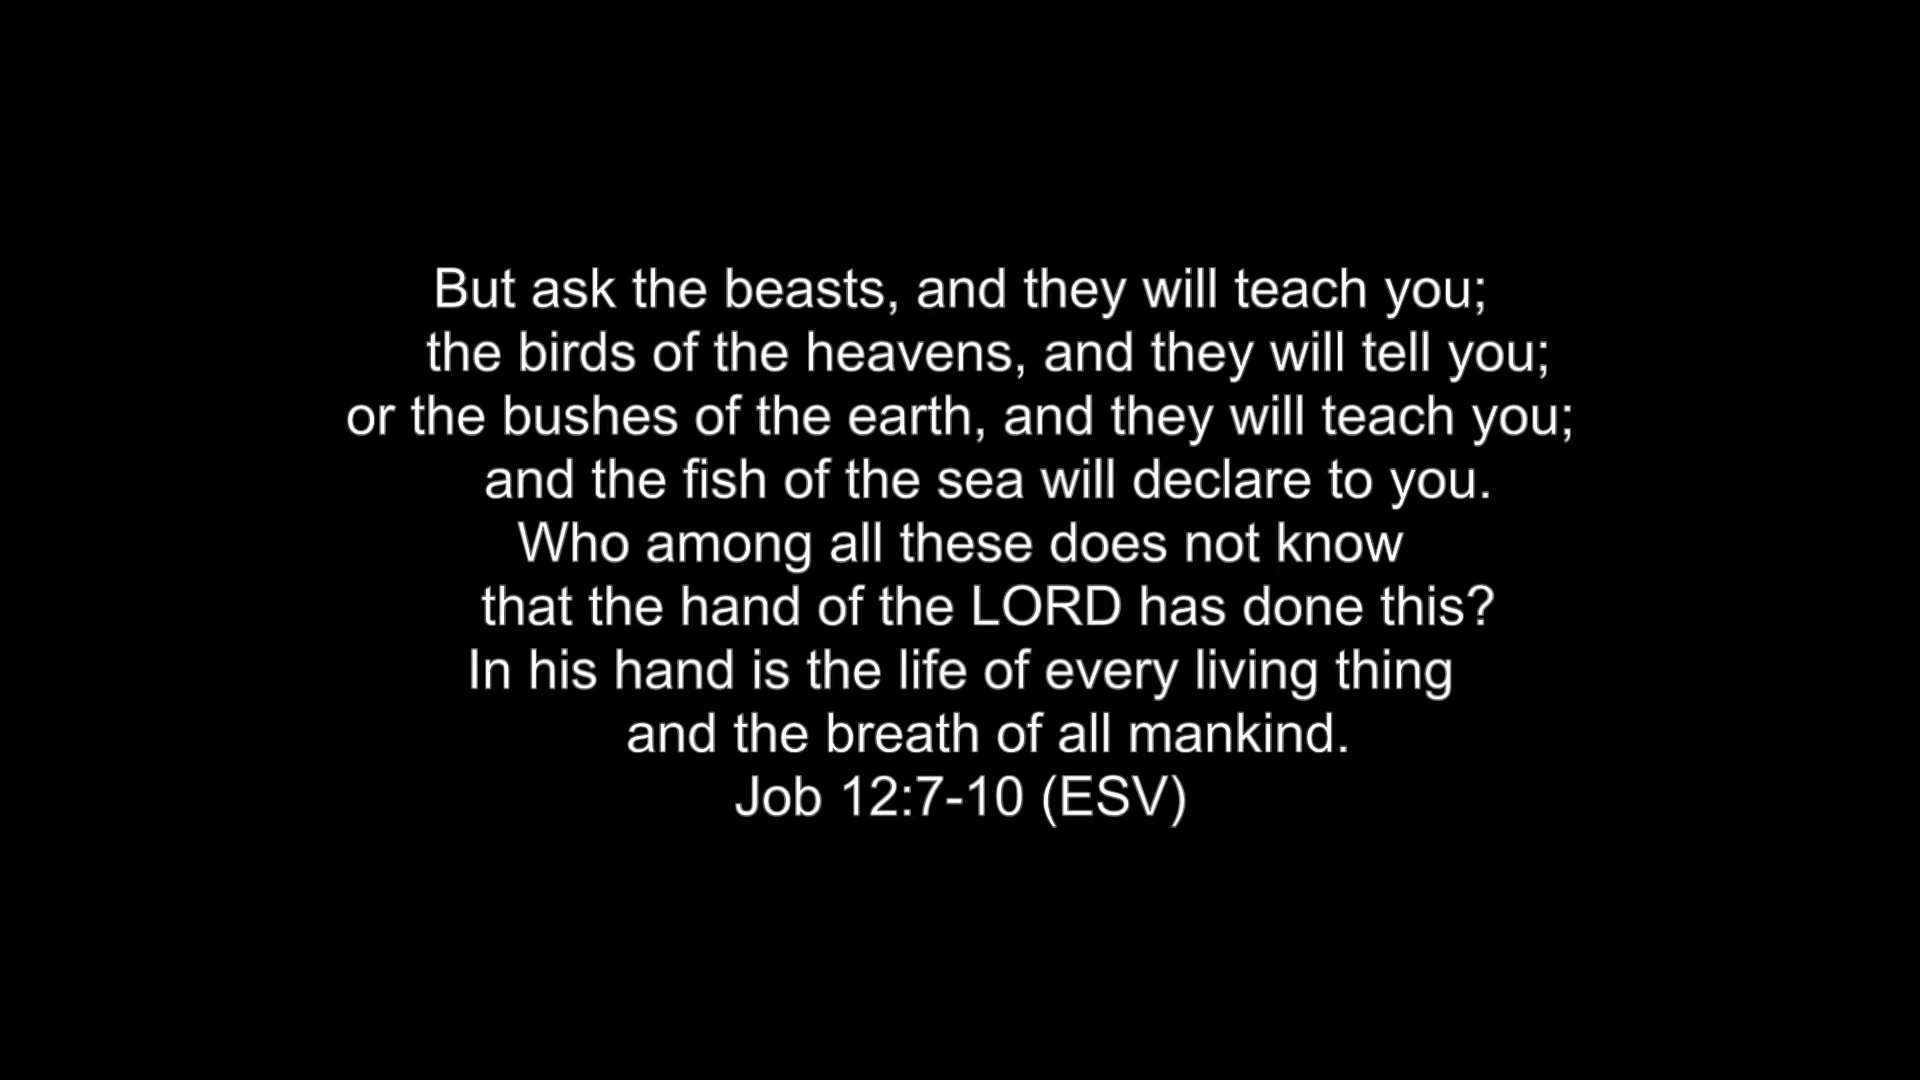 But ask the beasts, and they will teach you;
the birds of the heavens, and they will tell you;
or the bushes of the earth, and they will teach you;
and the fish of the sea will declare to you.
Who among all these does not know
that the hand of the LORD has done this?
In his hand is the life of every living thing
and the breath of all mankind.
Job 12:7-10 (ESV)